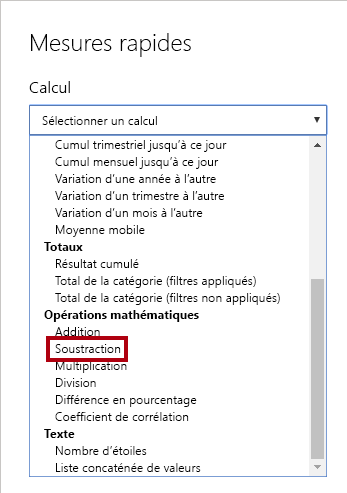 Mesures rapides
Calcul
Sélectionner un calcul
Cumul trimestriel jusqu'à ce jour
Cumul mensuel jusqu'à ce jour
Variation d'une année à l'autre
Variation d'un trimestre à l'autre
Variation d'un mois à l'autre
Moyenne mobile
Totaux
Résultat cumulé
Total de la catégorie (filtres appliqués)
Total de la catégorie (filtres non appliqués)
Opérations mathématiques
Addition
Soustraction
Multiplication
Division
Différence en pourcentage
Coefficient de corrélation
Texte
Nombre d'étoiles
Liste concaténée de valeurs